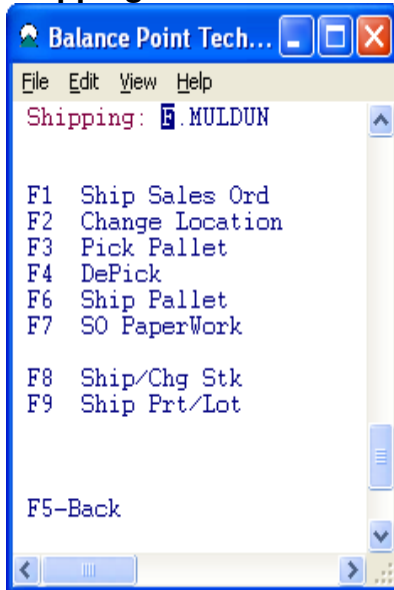 Balance Point Tech...
File Edit View Help
Shipping: F.MULDUN
F1 Ship Sales Ord
F2 Change Location
F3 Pick Pallet
F4 DePick
F6 Ship Pallet
F7 SO PaperWork
F8 Ship/Chg Stk
F9 Ship Prt/Lot
F5-Back